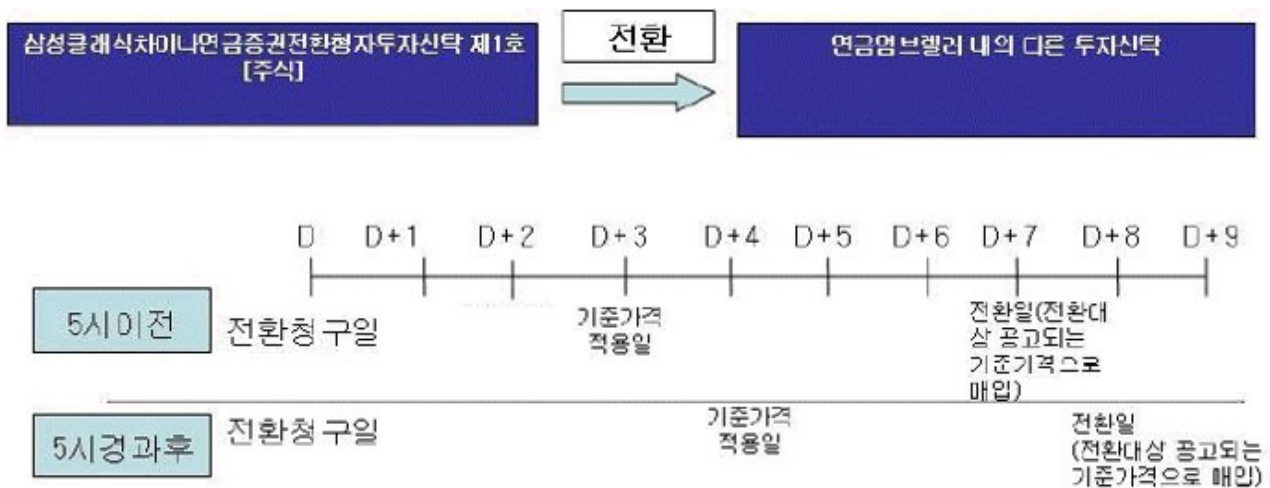 삼성클래식차이나연금증권전환형자투자신탁 제1호
[주식]
전환
연금엄브렐러 내의 다른 투자신탁
D D+1 D+2 D+3 D+4 D+5 D+6 D+7 D+8 D+9
5시이전
전환청구일
기준가격
적용일
전환일(전환대
상 공고되는
기준가격으로
매입)
5시경과후
전환청구일
기준가격
적용일
전환일
(전환대상 공고되는
기준가격으로 매입)